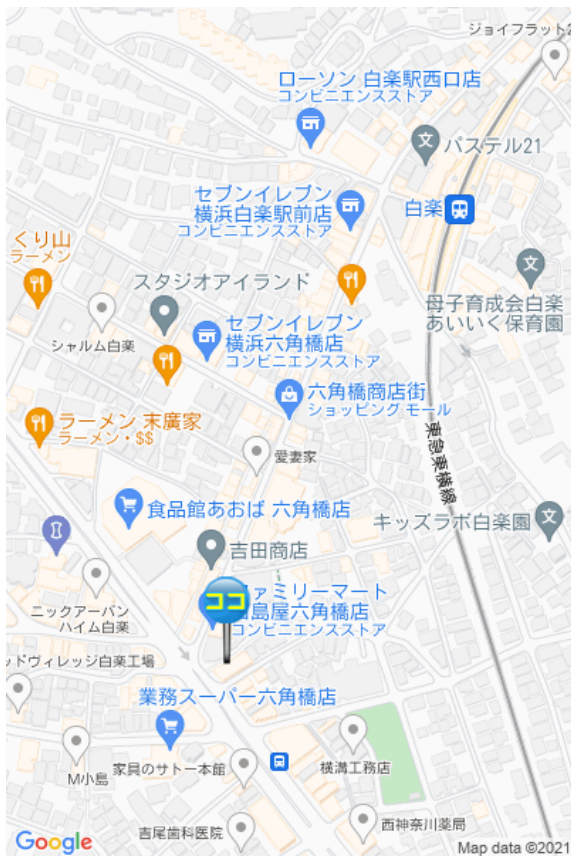 ジョイフラット2
ローソン 白楽駅西口店
コンビニエンスストア
文
パステル21
セブンイレブン
横浜白楽駅前店
コンビニエンスストア
白楽
くり山
ラーメン
文
スタジオアイランド
母子育成会白楽
あいいく保育園
シャルム白楽
セブンイレブン
横浜六角橋店
コンビニエンスストア
六角橋商店街
ショッピング モール
ラーメン 末廣家
ラーメン・$$
東急東横線
愛妻家
食品館あおば 六角橋店
キッズラボ白楽園
文
吉田商店
ココ
ァミリーマート
島屋六角橋店
コンビニエンスストア
ニックアーバン
ハイム白楽
ッドヴィレッジ白楽工場
業務スーパー六角橋店
M小島
家具のサトー本館
横溝工務店
吉尾歯科医院
西神奈川薬局
Google
Map data ©2021